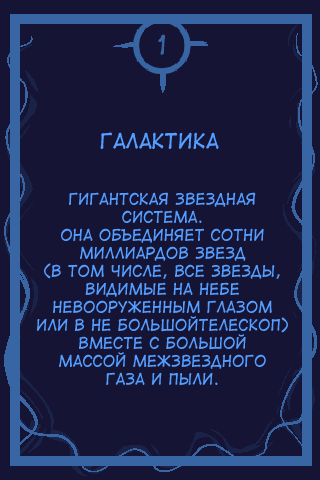 1
ГАЛАКТИКА
ГИГАНТСКАЯ ЗВЕЗДНАЯ
СИСТЕМА.
ОНА ОБЪЕДИНЯЕТ СОТНИ
МИЛЛИАРДОВ ЗВЕЗД
(В ТОМ ЧИСЛЕ, ВСЕ ЗВЕЗДЫ,
ВИДИМЫЕ НА НЕБЕ
НЕВООРУЖЕННЫМ ГЛАЗОМ
ИЛИ В НЕ БОЛЬШОЙТЕЛЕСКОП)
ВМЕСТЕ С БОЛЬШОЙ
МАССОЙ МЕЖЗВЕЗДНОГО
ГАЗА И ПЫЛИ.